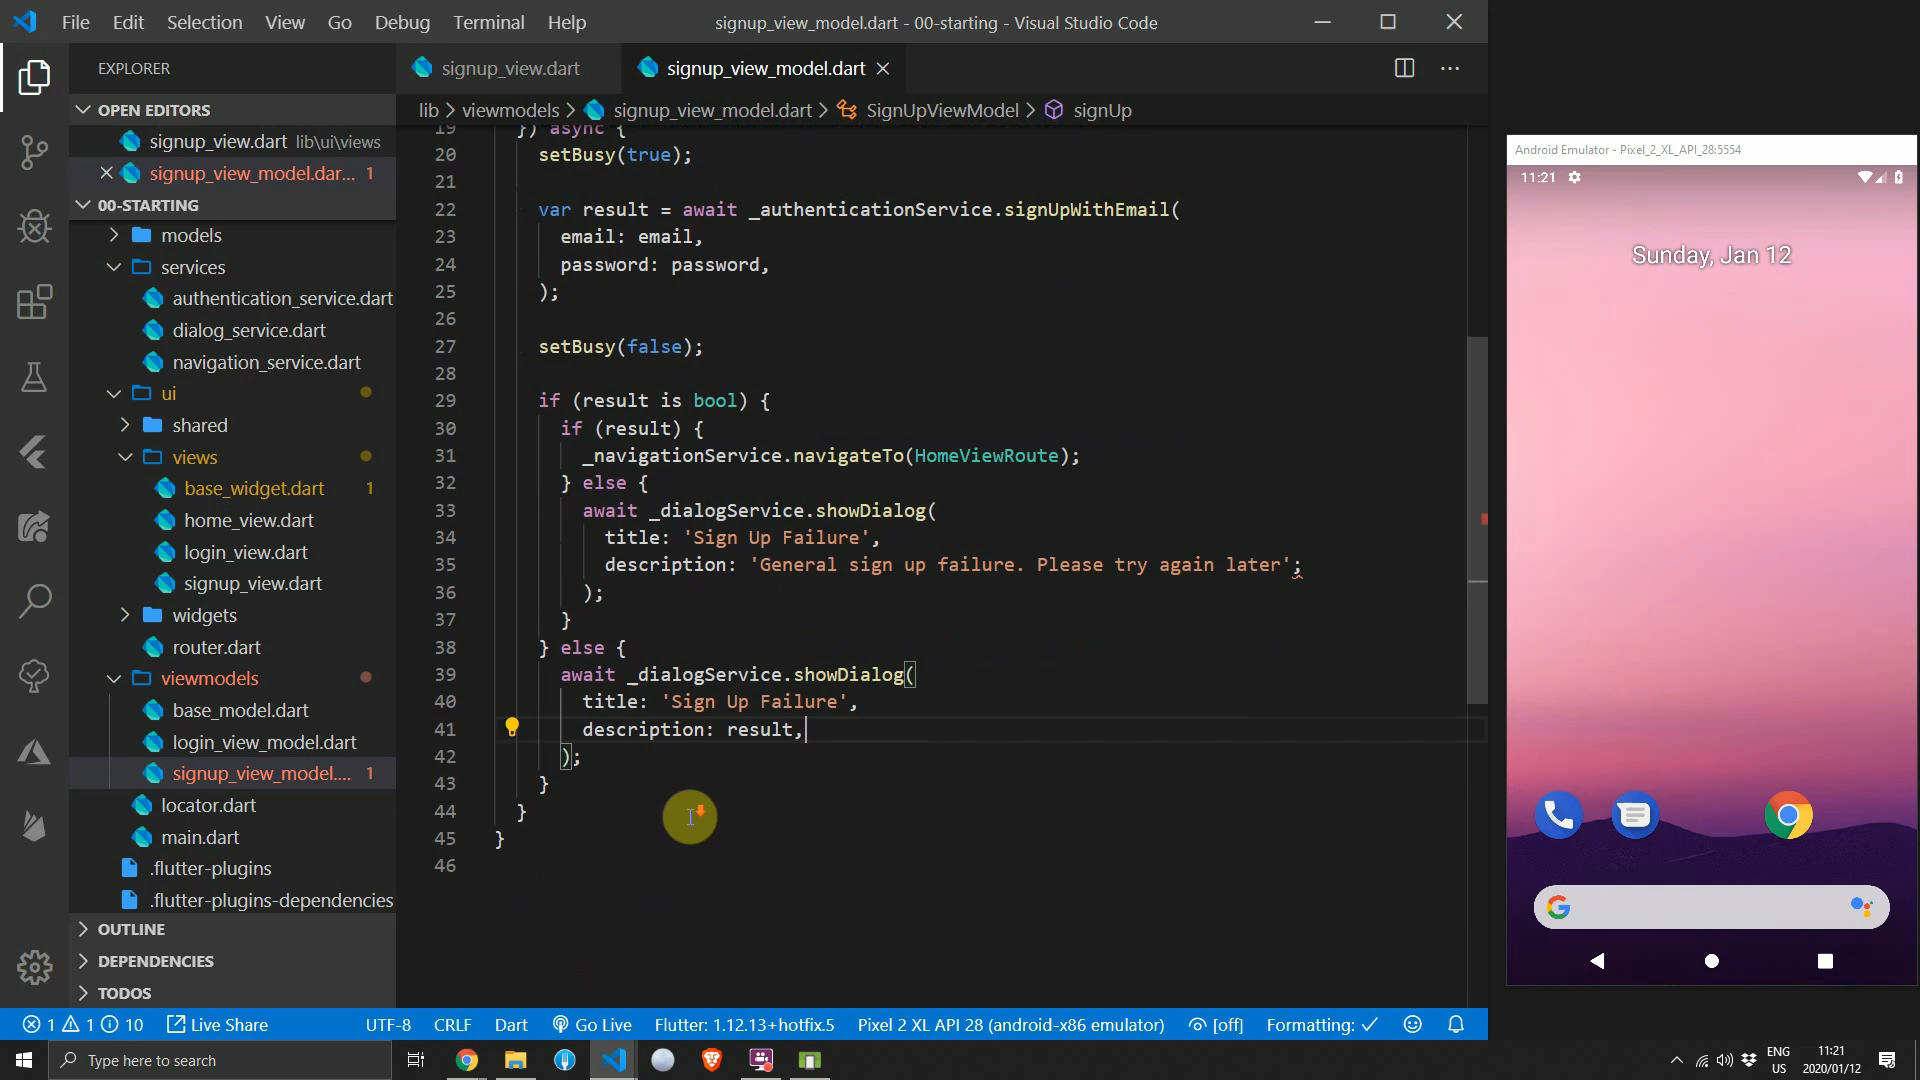 File Edit Selection View Go Debug Terminal Help
signup_view_model.dart - 00-starting - Visual Studio Code
EXPLORER
OPEN EDITORS
signup_view.dart lib\ui\views
signup_view_model.dar... 1
00-STARTING
models
services
authentication_service.dart
dialog_service.dart
navigation_service.dart
ui
shared
views
base_widget.dart 1
home_view.dart
login_view.dart
signup_view.dart
widgets
router.dart
viewmodels
base_model.dart
login_view_model.dart
signup_view_model.... 1
locator.dart
main.dart
.flutter-plugins
.flutter-plugins-dependencies
OUTLINE
DEPENDENCIES
TODOS
signup_view.dart
signup_view_model.dart
lib > viewmodels > signup_view_model.dart > SignUpViewModel > signUp
19 }) async {
20 setBusy(true);
21
22 var result = await _authenticationService.signUpWithEmail(
23 email: email,
24 password: password,
25 );
26
27 setBusy(false);
28
29 if (result is bool) {
30 if (result) {
31 _navigationService.navigateTo(HomeViewRoute);
32 } else {
33 await _dialogService.showDialog(
34 title: 'Sign Up Failure',
35 description: 'General sign up failure. Please try again later';
36 );
37 }
38 } else {
39 await _dialogService.showDialog(
40 title: 'Sign Up Failure',
41 description: result,
42 );
43 }
44 }
45 }
46
Android Emulator - Pixel_2_XL_API_28:5554
11:21
Sunday, Jan 12
1 1 10 Live Share UTF-8 CRLF Dart Go Live Flutter: 1.12.13+hotfix.5 Pixel 2 XL API 28 (android-x86 emulator) [off] Formatting: ✓
Type here to search
ENG
US
11:21
2020/01/12